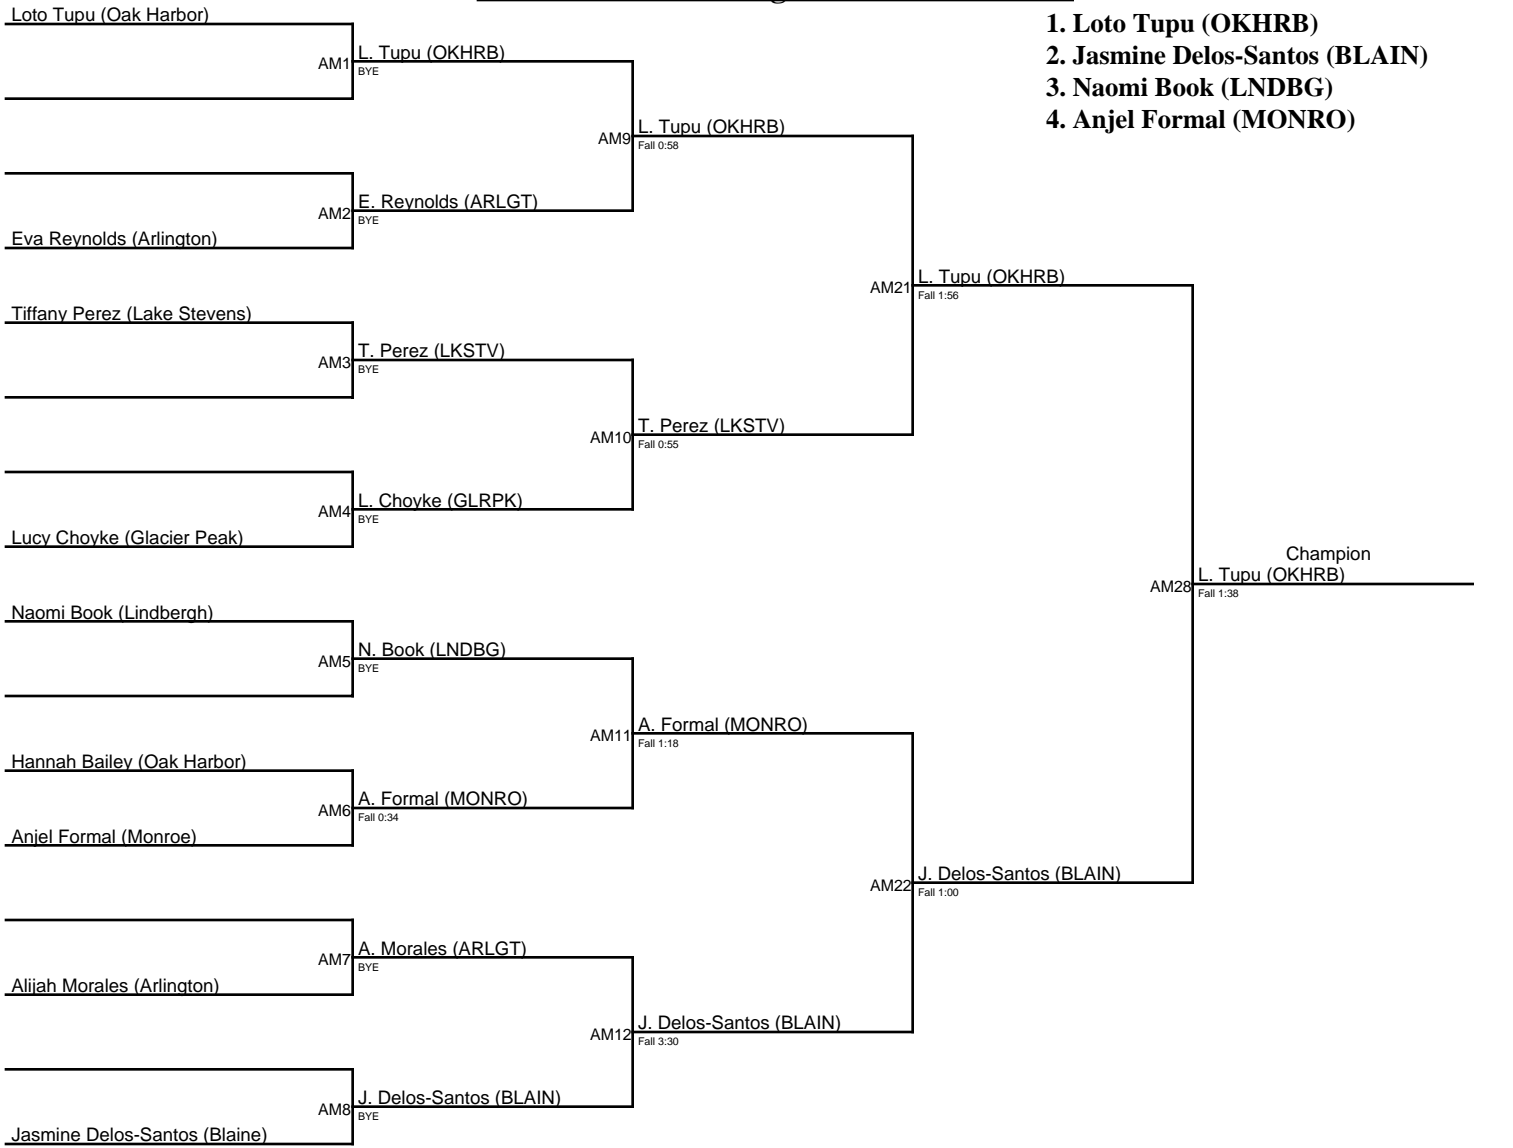 1. Loto Tupu (OKHRB)
2. Jasmine Delos-Santos (BLAIN)
3. Naomi Book (LNDBG)
4. Anjel Formal (MONRO)
Loto Tupu (Oak Harbor)
AM1
L. Tupu (OKHRB)
BYE
AM9
L. Tupu (OKHRB)
Fall 0:58
AM2
E. Reynolds (ARLGT)
BYE
Eva Reynolds (Arlington)
AM21
L. Tupu (OKHRB)
Fall 1:56
Tiffany Perez (Lake Stevens)
AM3
T. Perez (LKSTV)
BYE
AM10
T. Perez (LKSTV)
Fall 0:55
AM4
L. Choyke (GLRPK)
BYE
Lucy Choyke (Glacier Peak)
Champion
AM28
L. Tupu (OKHRB)
Fall 1:38
Naomi Book (Lindbergh)
AM5
N. Book (LNDBG)
BYE
AM11
A. Formal (MONRO)
Fall 1:18
Hannah Bailey (Oak Harbor)
AM6
A. Formal (MONRO)
Fall 0:34
Anjel Formal (Monroe)
AM22
J. Delos-Santos (BLAIN)
Fall 1:00
AM7
A. Morales (ARLGT)
BYE
Alijah Morales (Arlington)
AM12
J. Delos-Santos (BLAIN)
Fall 3:30
AM8
J. Delos-Santos (BLAIN)
BYE
Jasmine Delos-Santos (Blaine)